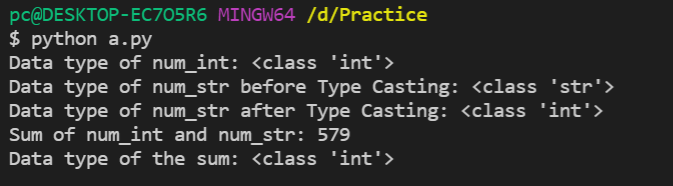 pc@DESKTOP-EC7O5R6 MINGW64 /d/Practice
$ python a.py
Data type of num_int: <class 'int'>
Data type of num_str before Type Casting: <class 'str'>
Data type of num_str after Type Casting: <class 'int'>
Sum of num_int and num_str: 579
Data type of the sum: <class 'int'>